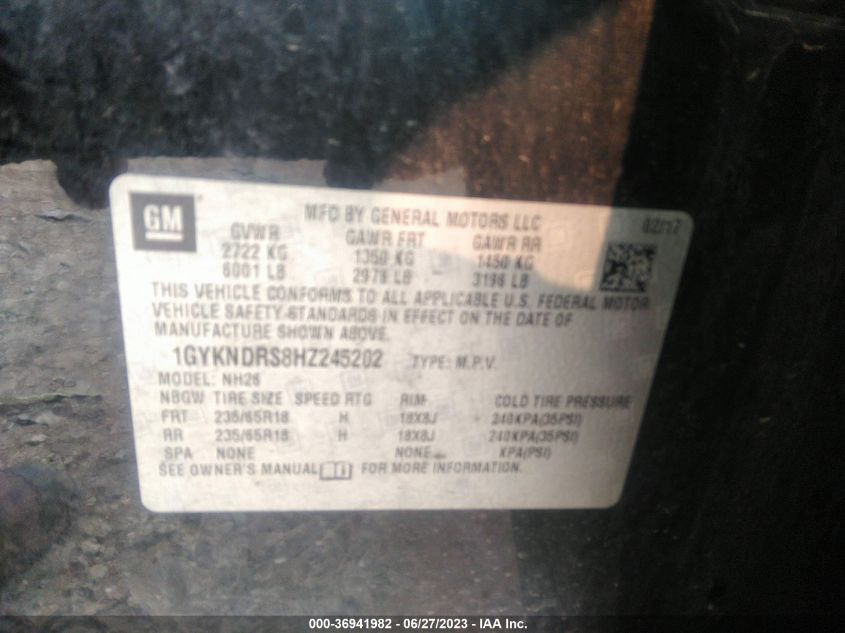 GM
MFD BY GENERAL MOTORS LLC 02/17
GVWR GAWR FRT GAWR RR
2722 KG 1350 KG 1450 KG
6001 LB 2976 LB 3196 LB
THIS VEHICLE CONFORMS TO ALL APPLICABLE U.S. FEDERAL MOTOR
VEHICLE SAFETY STANDARDS IN EFFECT ON THE DATE OF
MANUFACTURE SHOWN ABOVE.
1GYKNDRS8HZ245202 TYPE: M.P.V.
MODEL: NH26
NBGW TIRE SIZE SPEED RTG RIM COLD TIRE PRESSURE
FRT 235/65R18 H 18X8J 240KPA(35PSI)
RR 235/65R18 H 18X8J 240KPA(35PSI)
SPA NONE NONE KPA(PSI)
SEE OWNER'S MANUAL FOR MORE INFORMATION.
000-36941982 - 06/27/2023 - IAA Inc.